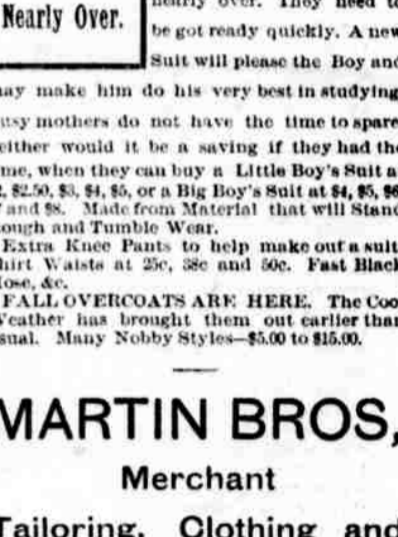 Nearly Over.
nearly over. They need to
be got ready quickly. A new
Suit will please the Boy and
may make him do his very best in studying
usy mothers do not have the time to spare
either would it be a saving if they had the
me, when they can buy a Little Boy's Suit a
2, $2.50, $3, $4, $5, or a Big Boy's Suit at $4, $5, $6
and $8. Made from Material that will Stand
ough and Tumble Wear.
Extra Knee Pants to help make out a suit
hirt Waists at 25c, 38c and 50c. Fast Black
Hose, &c.
FALL OVERCOATS ARE HERE. The Cool
Weather has brought them out earlier than
sual. Many Nobby Styles—$5.00 to $15.00.
MARTIN BROS,
Merchant
Tailoring, Clothing and